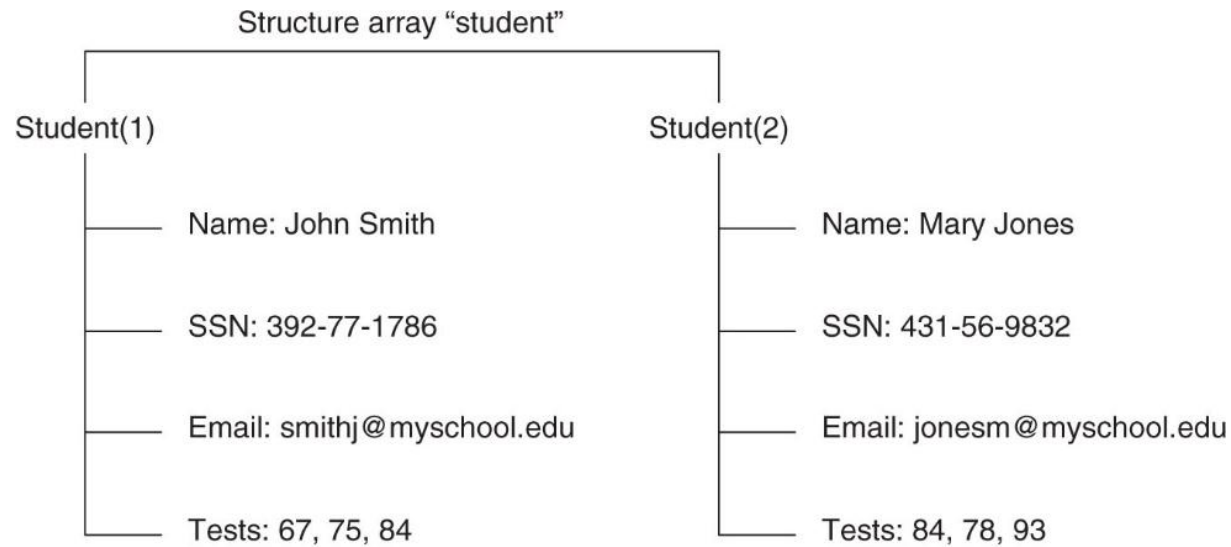 Structure array “student”
Student(1)
Name: John Smith
SSN: 392-77-1786
Email: smithj@myschool.edu
Tests: 67, 75, 84
Student(2)
Name: Mary Jones
SSN: 431-56-9832
Email: jonesm@myschool.edu
Tests: 84, 78, 93